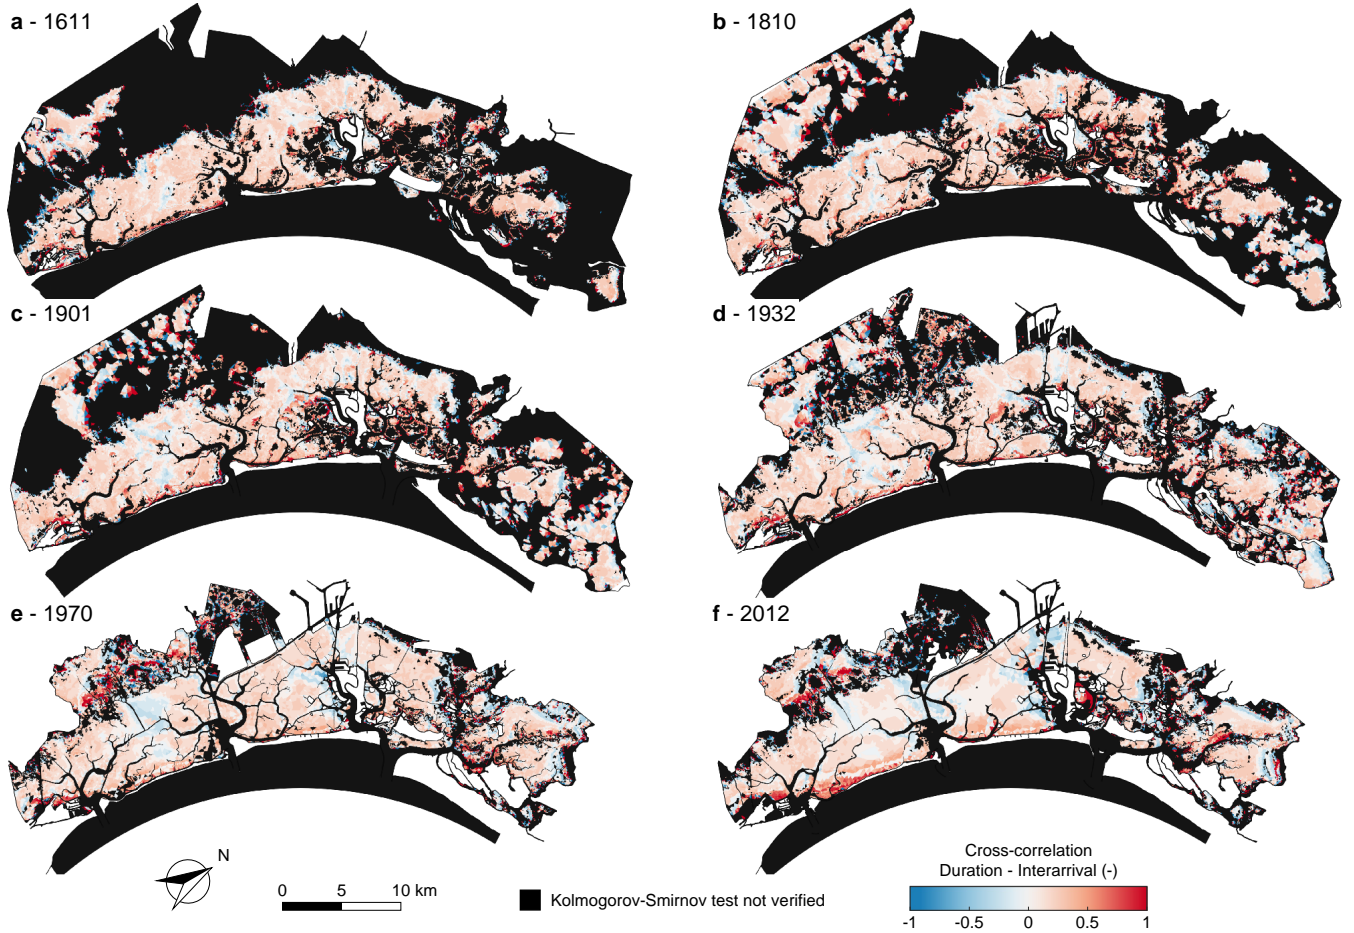 a - 1611
b - 1810
c - 1901
d - 1932
e - 1970
f - 2012
N
0 5 10 km
Kolmogorov-Smirnov test not verified
Cross-correlation
Duration - Interarrival (-)
-1 -0.5 0 0.5 1